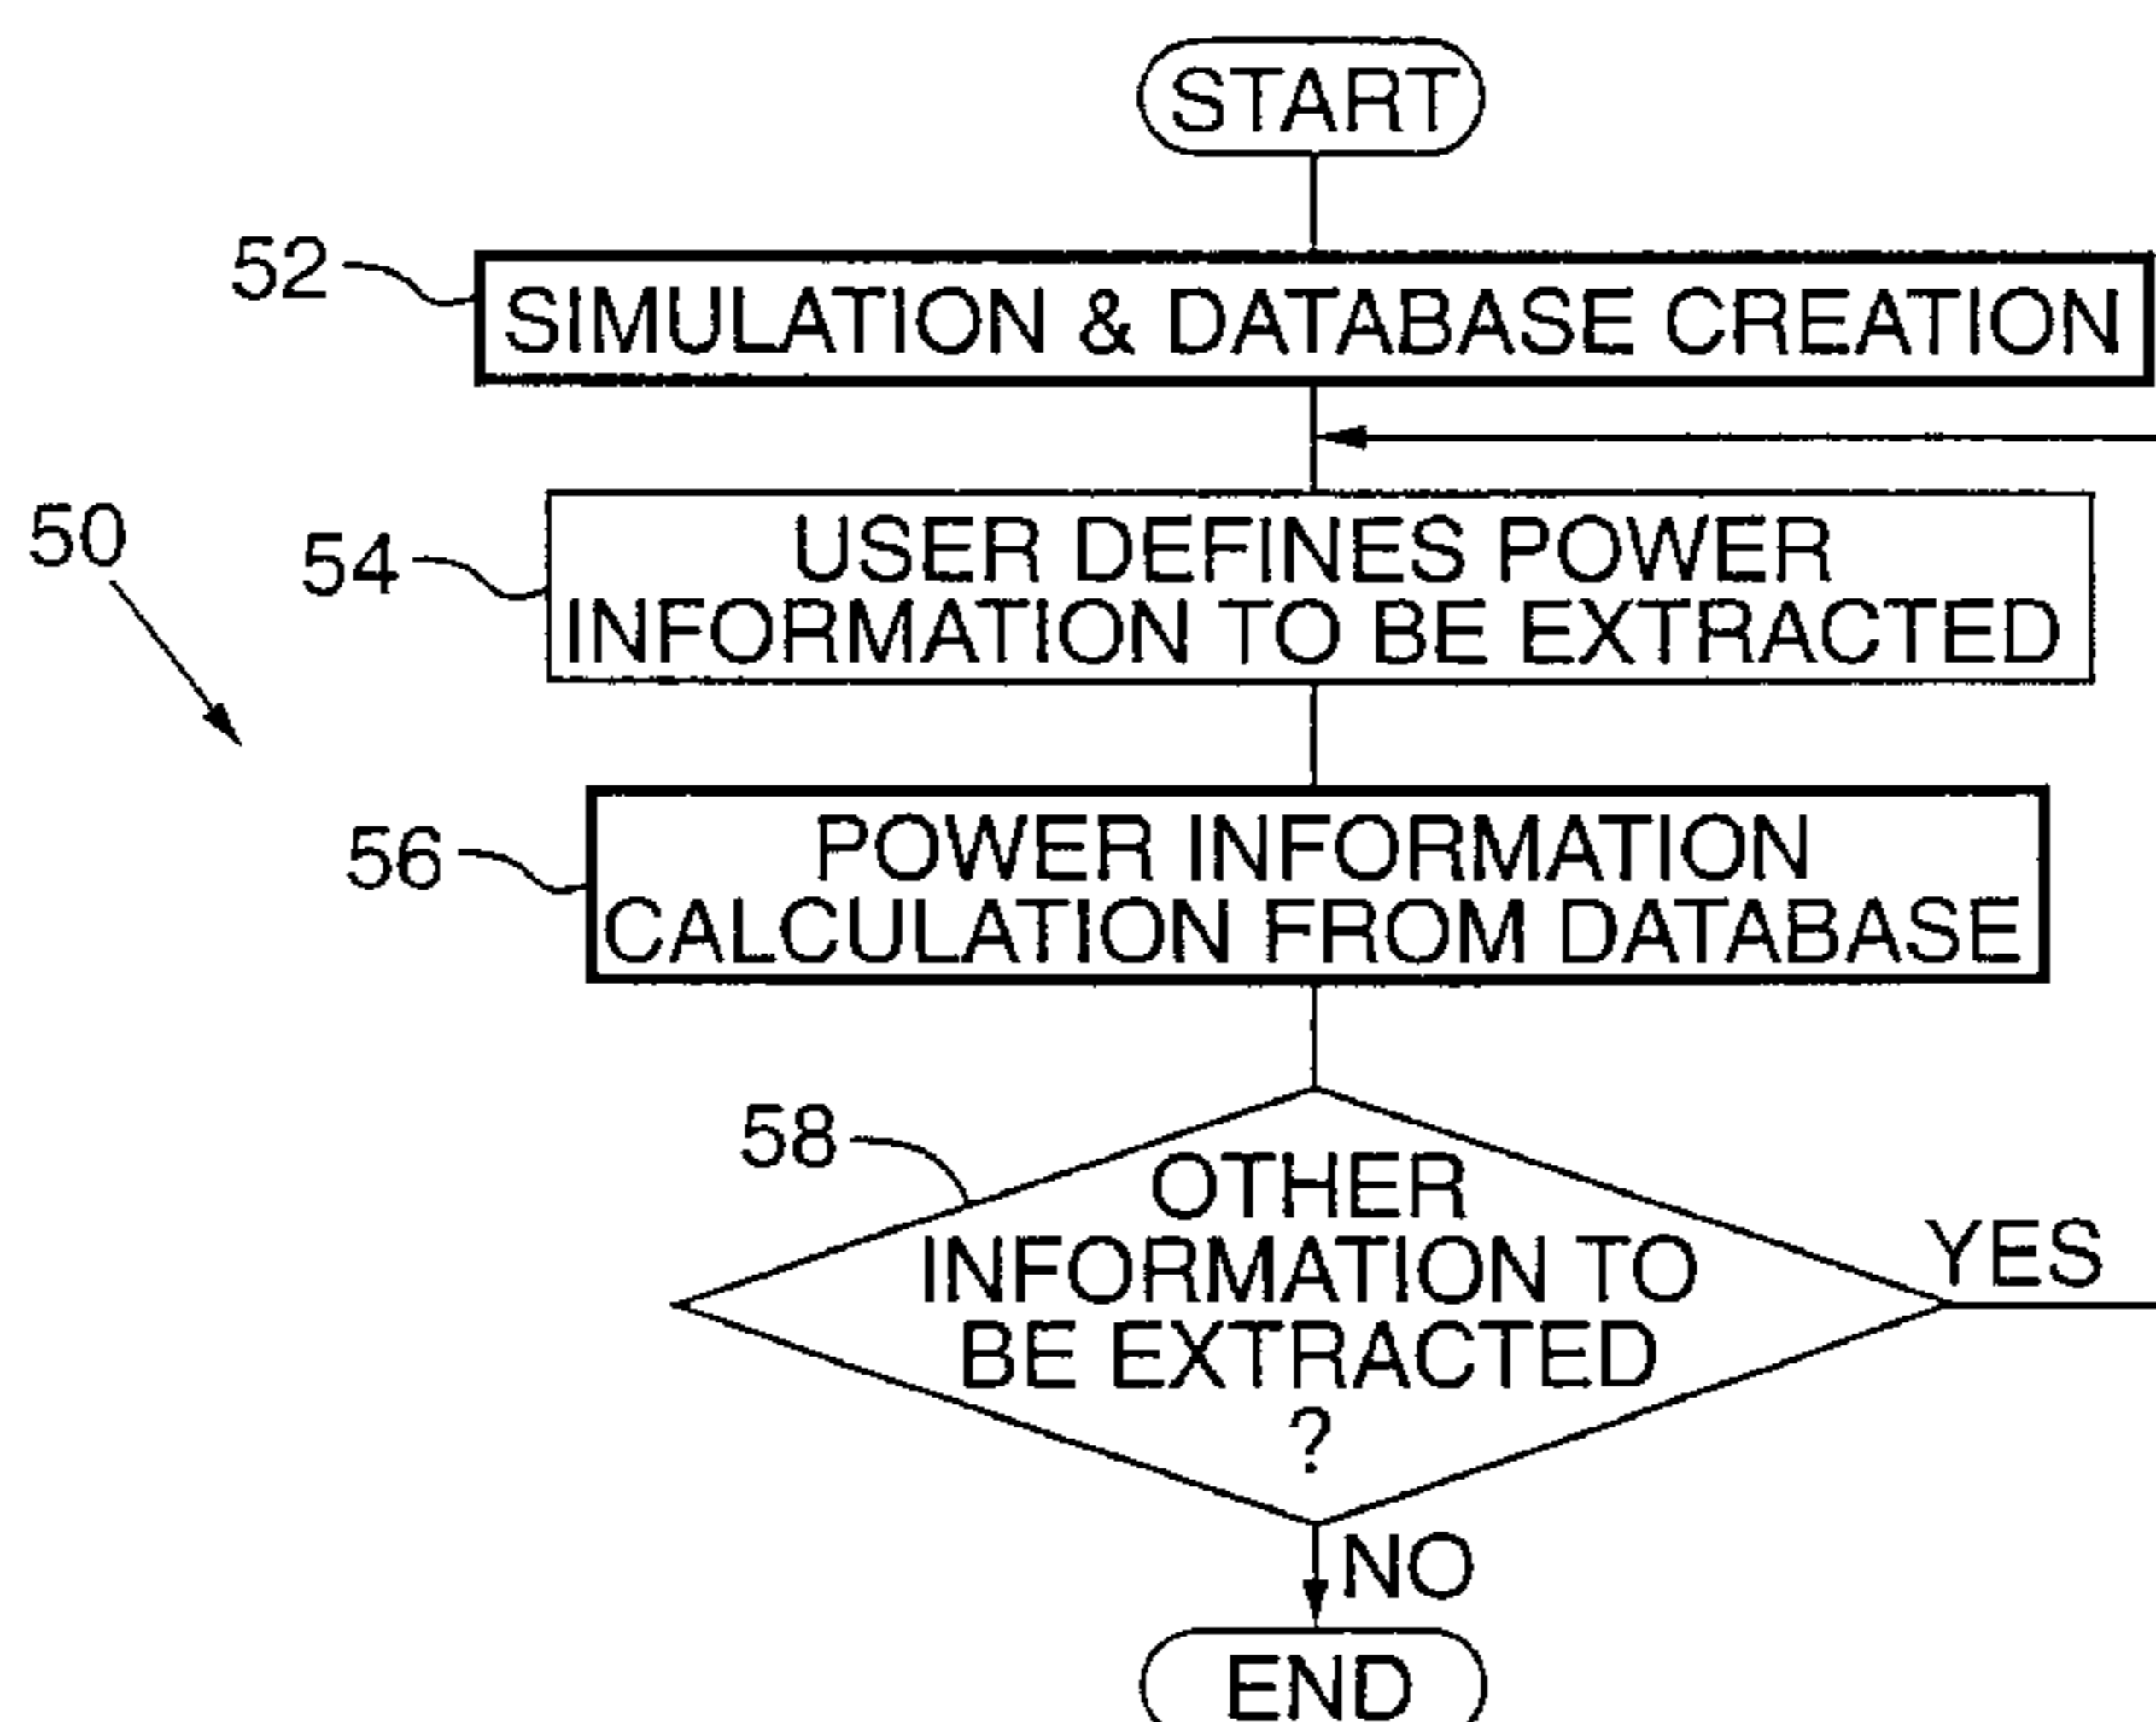 START
52
SIMULATION & DATABASE CREATION
50
54
USER DEFINES POWER
INFORMATION TO BE EXTRACTED
56
POWER INFORMATION
CALCULATION FROM DATABASE
58
OTHER
INFORMATION TO
BE EXTRACTED
?
YES
NO
END